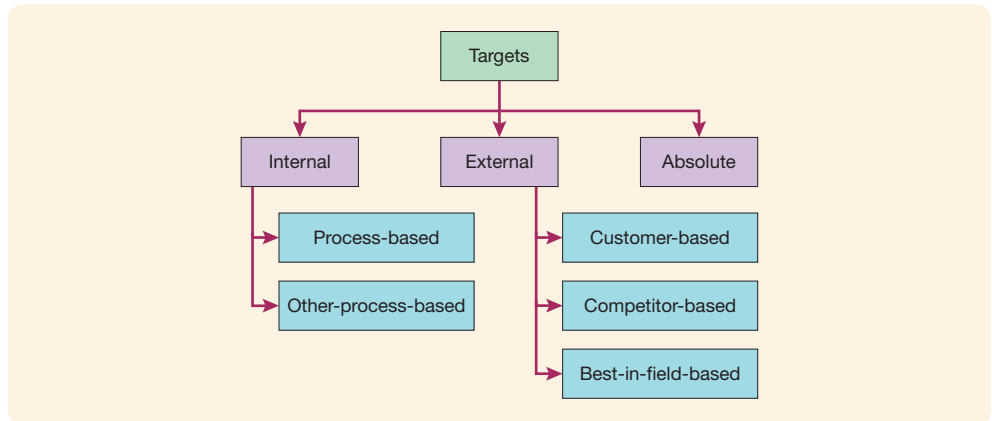 Targets
Internal
External
Absolute
Process-based
Customer-based
Other-process-based
Competitor-based
Best-in-field-based